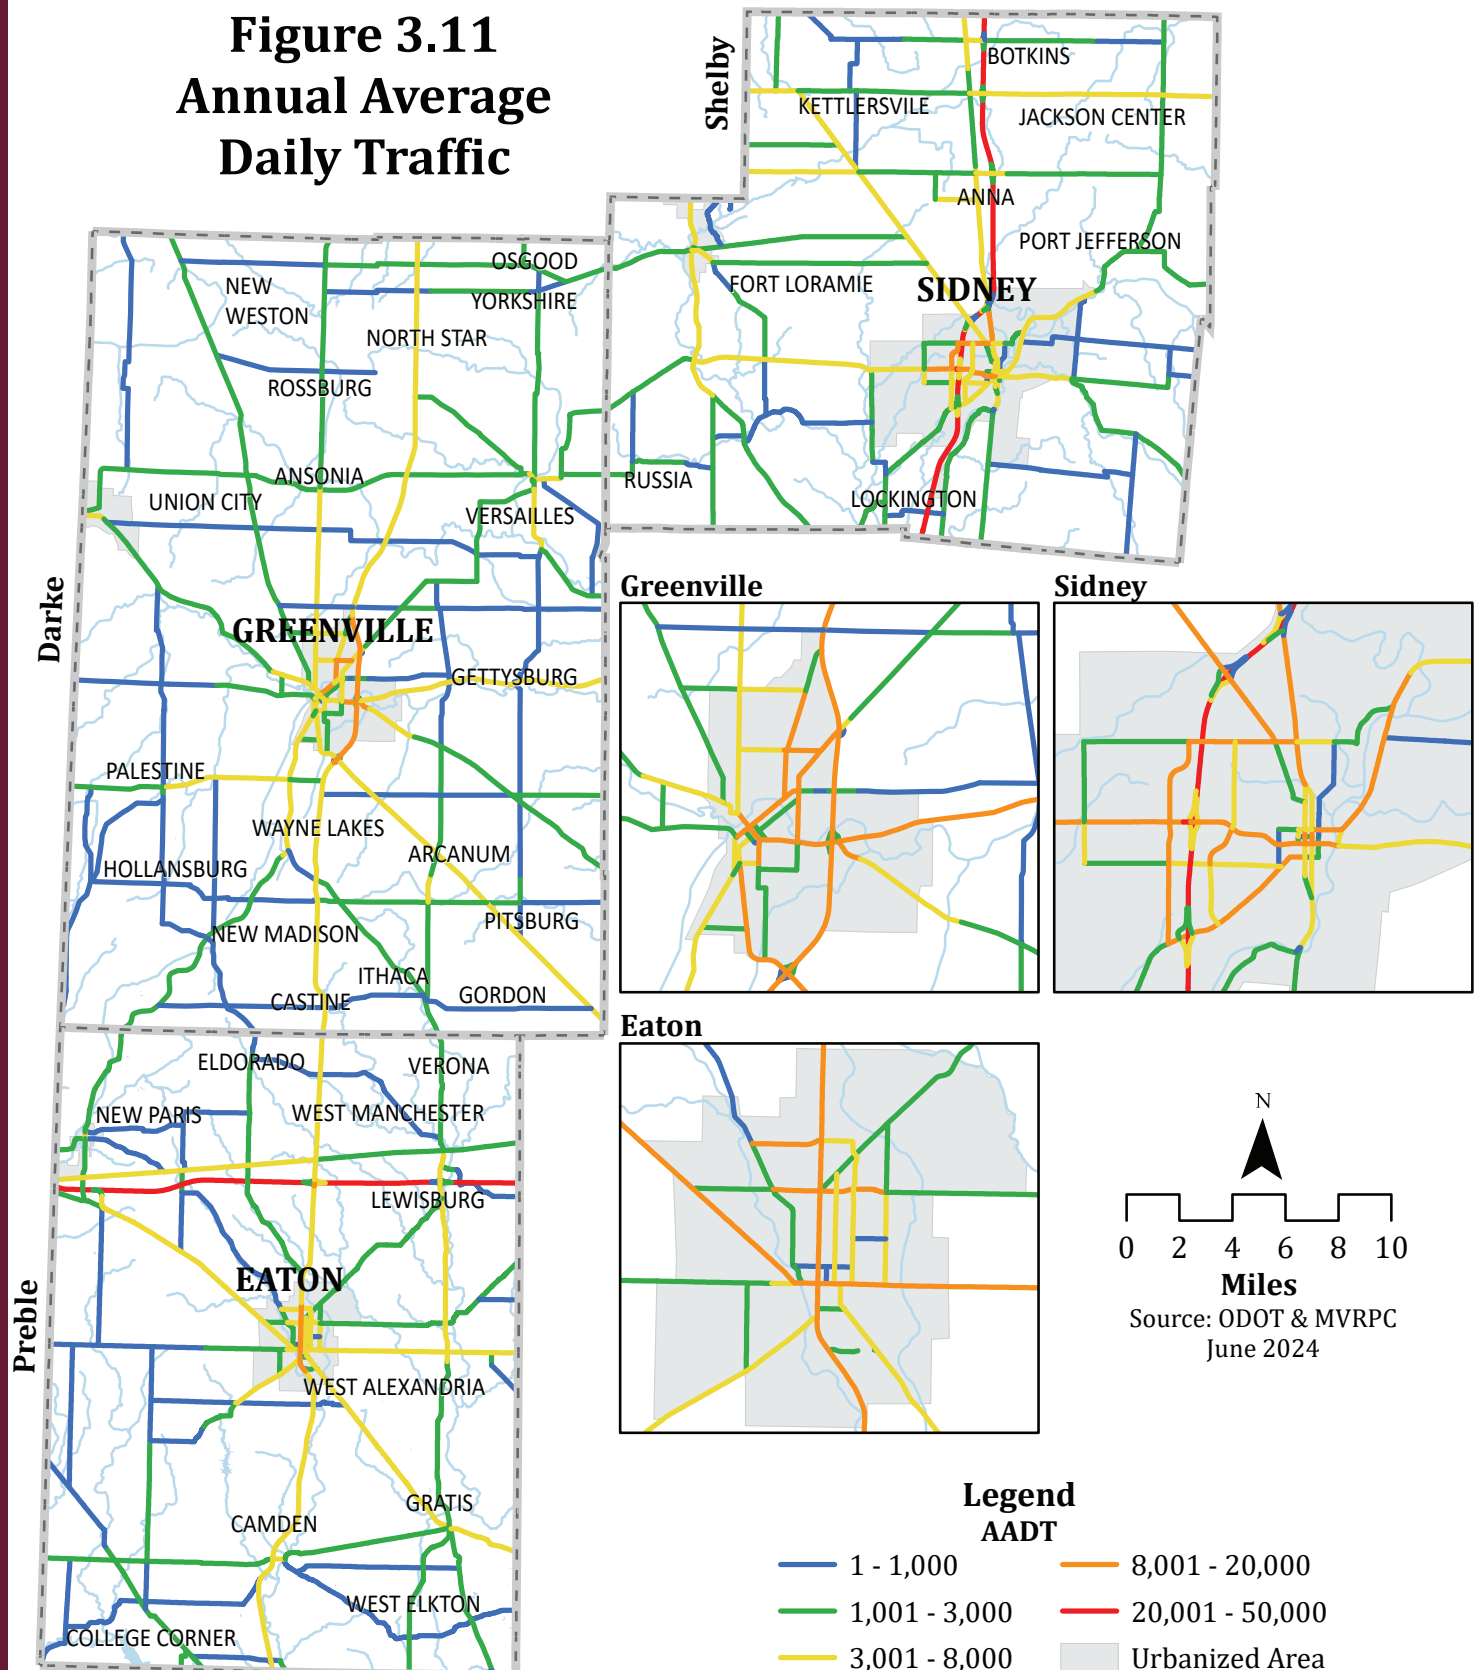 Figure 3.11
Annual Average
Daily Traffic
Shelby
BOTKINS
KETTLERSVILE
JACKSON CENTER
ANNA
PORT JEFFERSON
FORT LORAMIE
SIDNEY
RUSSIA
LOCKINGTON
Darke
OSGOOD
NEW
WESTON
YORKSHIRE
NORTH STAR
ROSSBURG
ANSONIA
UNION CITY
VERSAILLES
GREENVILLE
GETTYSBURG
PALESTINE
WAYNE LAKES
ARCANUM
HOLLANSBURG
PITSBURG
NEW MADISON
ITHACA
CASTINE
GORDON
Preble
ELDORADO
VERONA
NEW PARIS
WEST MANCHESTER
LEWISBURG
EATON
WEST ALEXANDRIA
GRATIS
CAMDEN
WEST ELKTON
COLLEGE CORNER
Greenville
Sidney
Eaton
N
0 2 4 6 8 10
Miles
Source: ODOT & MVRPC
June 2024
Legend
AADT
1 - 1,000
8,001 - 20,000
1,001 - 3,000
20,001 - 50,000
3,001 - 8,000
Urbanized Area